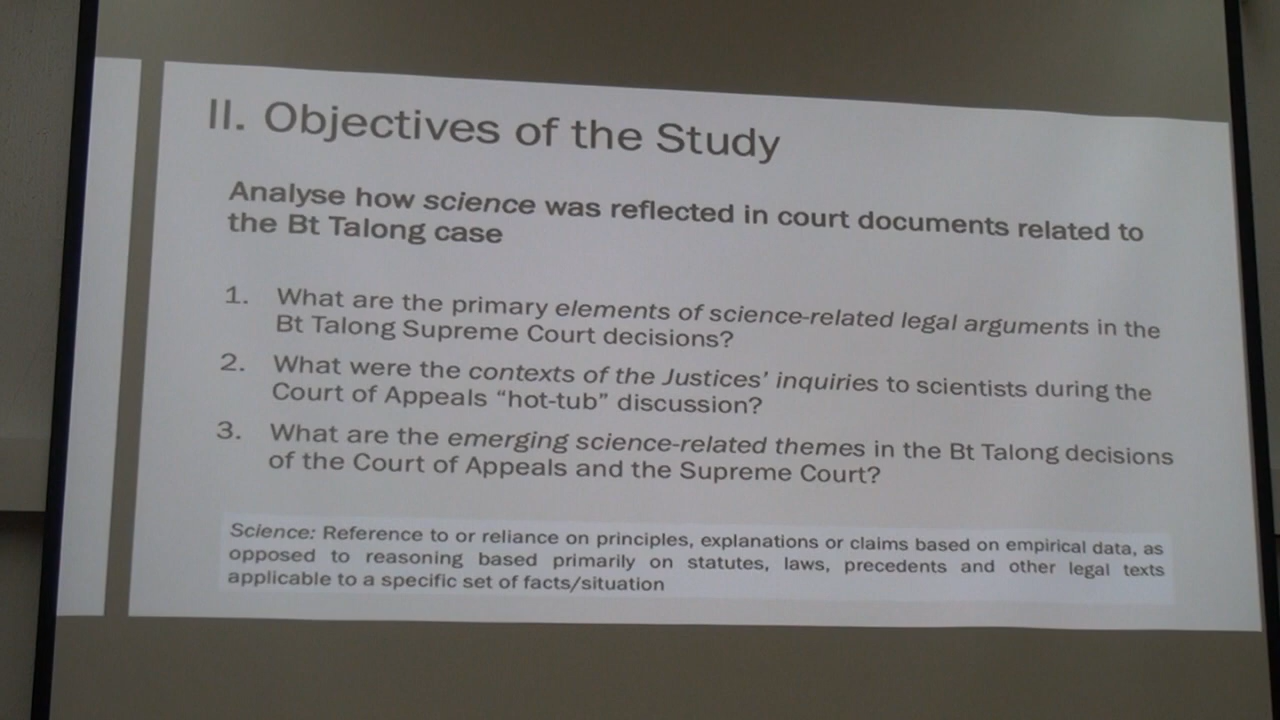 II. Objectives of the Study
Analyse how science was reflected in court documents related to
the Bt Talong case
1. What are the primary elements of science-related legal arguments in the
Bt Talong Supreme Court decisions?
2. What were the contexts of the Justices' inquiries to scientists during the
Court of Appeals “hot-tub” discussion?
3. What are the emerging science-related themes in the Bt Talong decisions
of the Court of Appeals and the Supreme Court?
Science: Reference to or reliance on principles, explanations or claims based on empirical data, as
opposed to reasoning based primarily on statutes, laws, precedents and other legal texts
applicable to a specific set of facts/situation